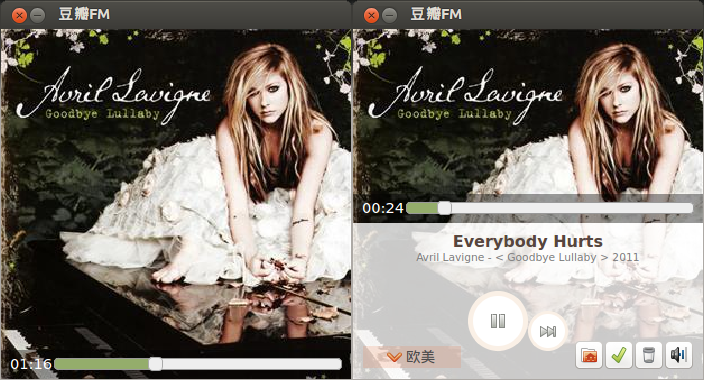 豆瓣FM
Avril Lavigne
Goodbye Lullaby
01:16
豆瓣FM
Avril Lavigne
Goodbye Lullaby
00:24
Everybody Hurts
Avril Lavigne - < Goodbye Lullaby > 2011
欧美